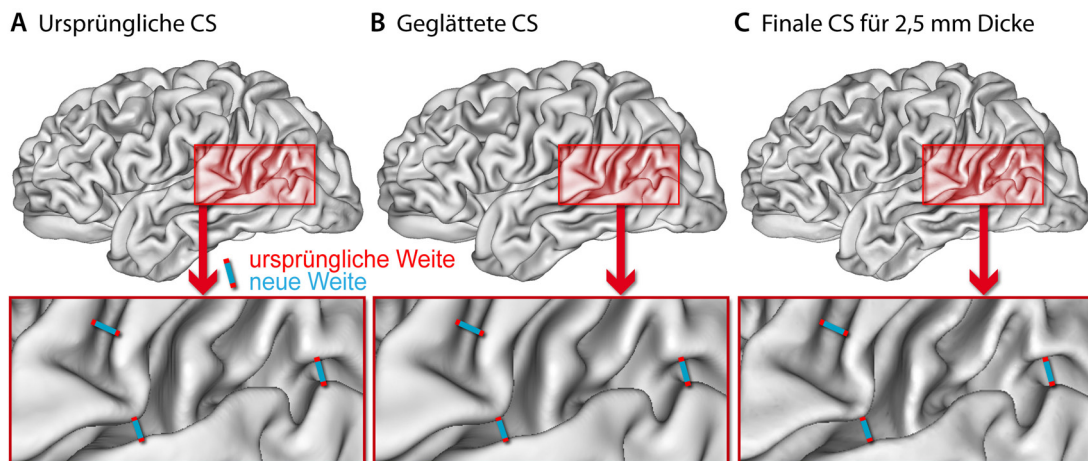 A Ursprüngliche CS
B Geglättete CS
C Finale CS für 2,5 mm Dicke
ursprüngliche Weite
neue Weite